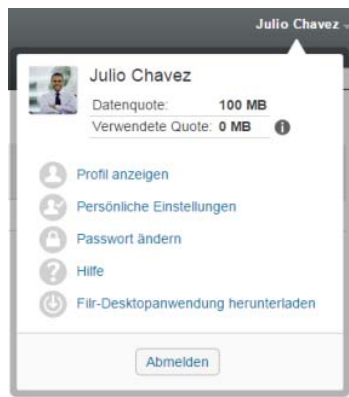 Julio Chavez
Julio Chavez
Datenquote: 100 MB
Verwendete Quote: 0 MB
Profil anzeigen
Persönliche Einstellungen
Passwort ändern
Hilfe
Filr-Desktopanwendung herunterladen
Abmelden